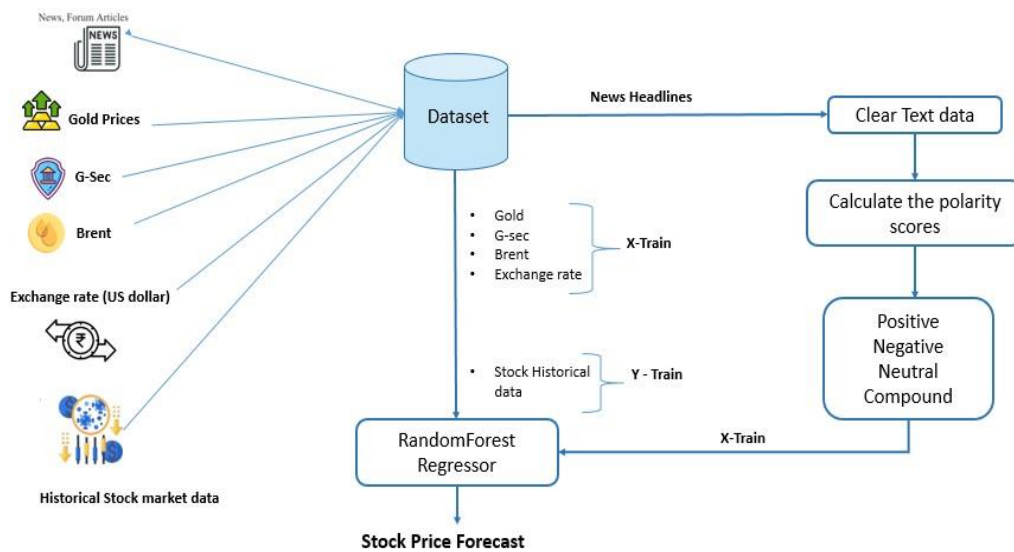 News, Forum Articles
NEWS
Gold Prices
G-Sec
Brent
Exchange rate (US dollar)
₹
Historical Stock market data
Dataset
News Headlines
Clear Text data
Calculate the polarity
scores
Positive
Negative
Neutral
Compound
X-Train
• Gold
• G-sec
• Brent
• Exchange rate
X-Train
• Stock Historical
data
Y - Train
RandomForest
Regressor
Stock Price Forecast